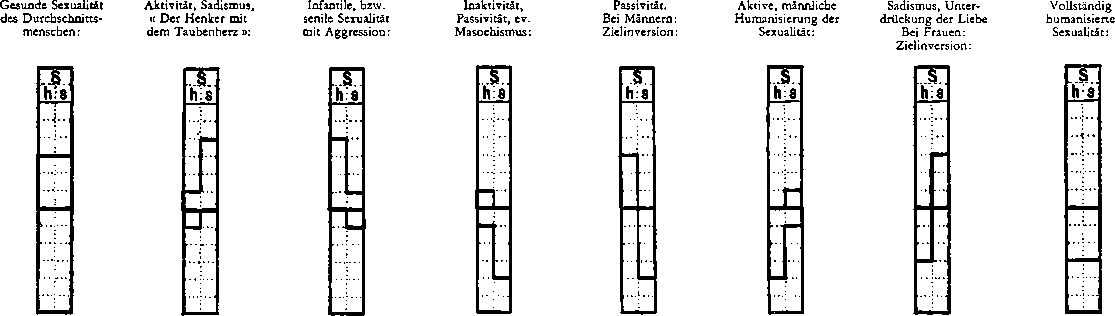 Gesunde Sexualität
des Durchschnitts-
menschen:
Aktivität, Sadismus,
« Der Henker mit
dem Taubenherz »:
Infantile, bzw.
senile Sexualität
mit Aggression:
Inaktivität,
Passivität, ev.
Masochismus:
Passivität.
Bei Männern:
Zielinversion:
Aktive, männliche
Humanisierung der
Sexualität:
Sadismus, Unter-
drückung der Liebe
Bei Frauen:
Zielinversion:
Vollständig
humanisierte
Sexualität:
S
h s
S
h s
S
h s
S
h s
S
h s
S
h s
S
h s
S
h s